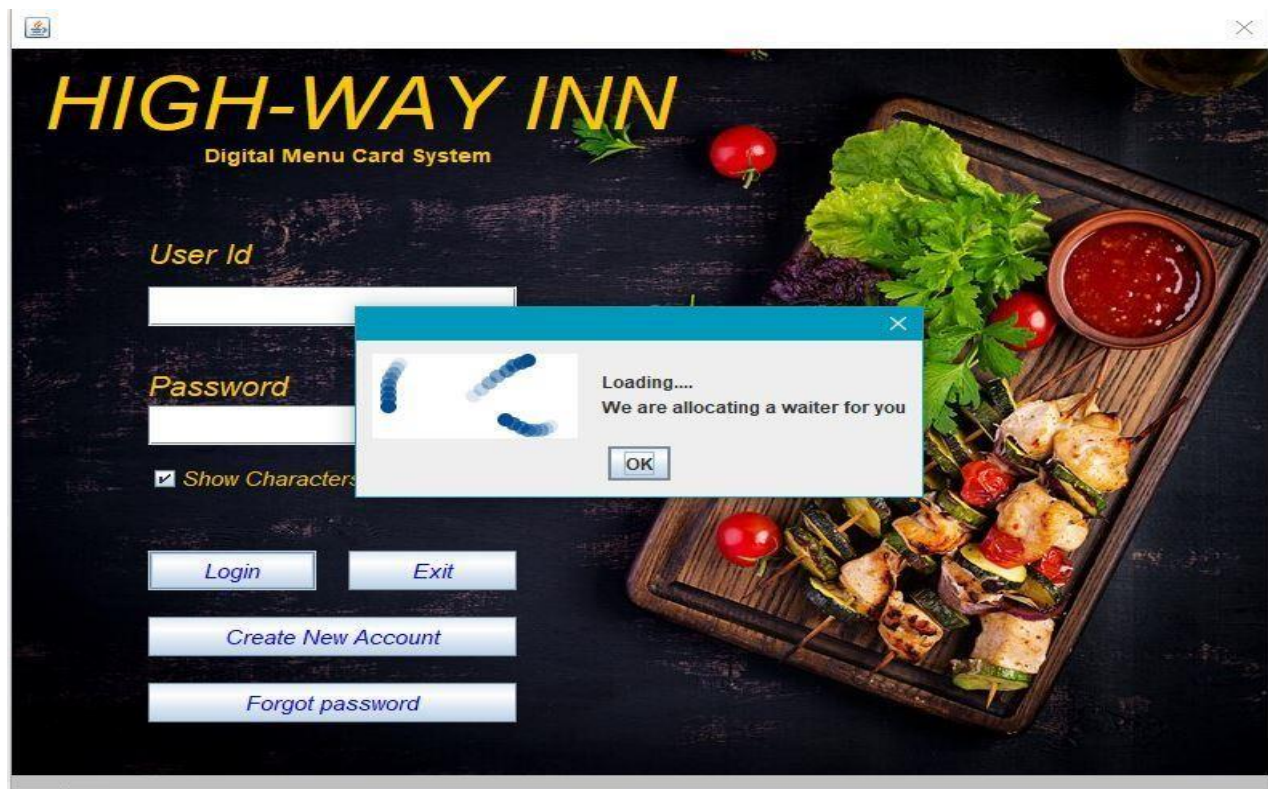 HIGH-WAY INN
Digital Menu Card System
User Id
Password
Loading....
We are allocating a waiter for you
OK
Show Characters
Login
Exit
Create New Account
Forgot password